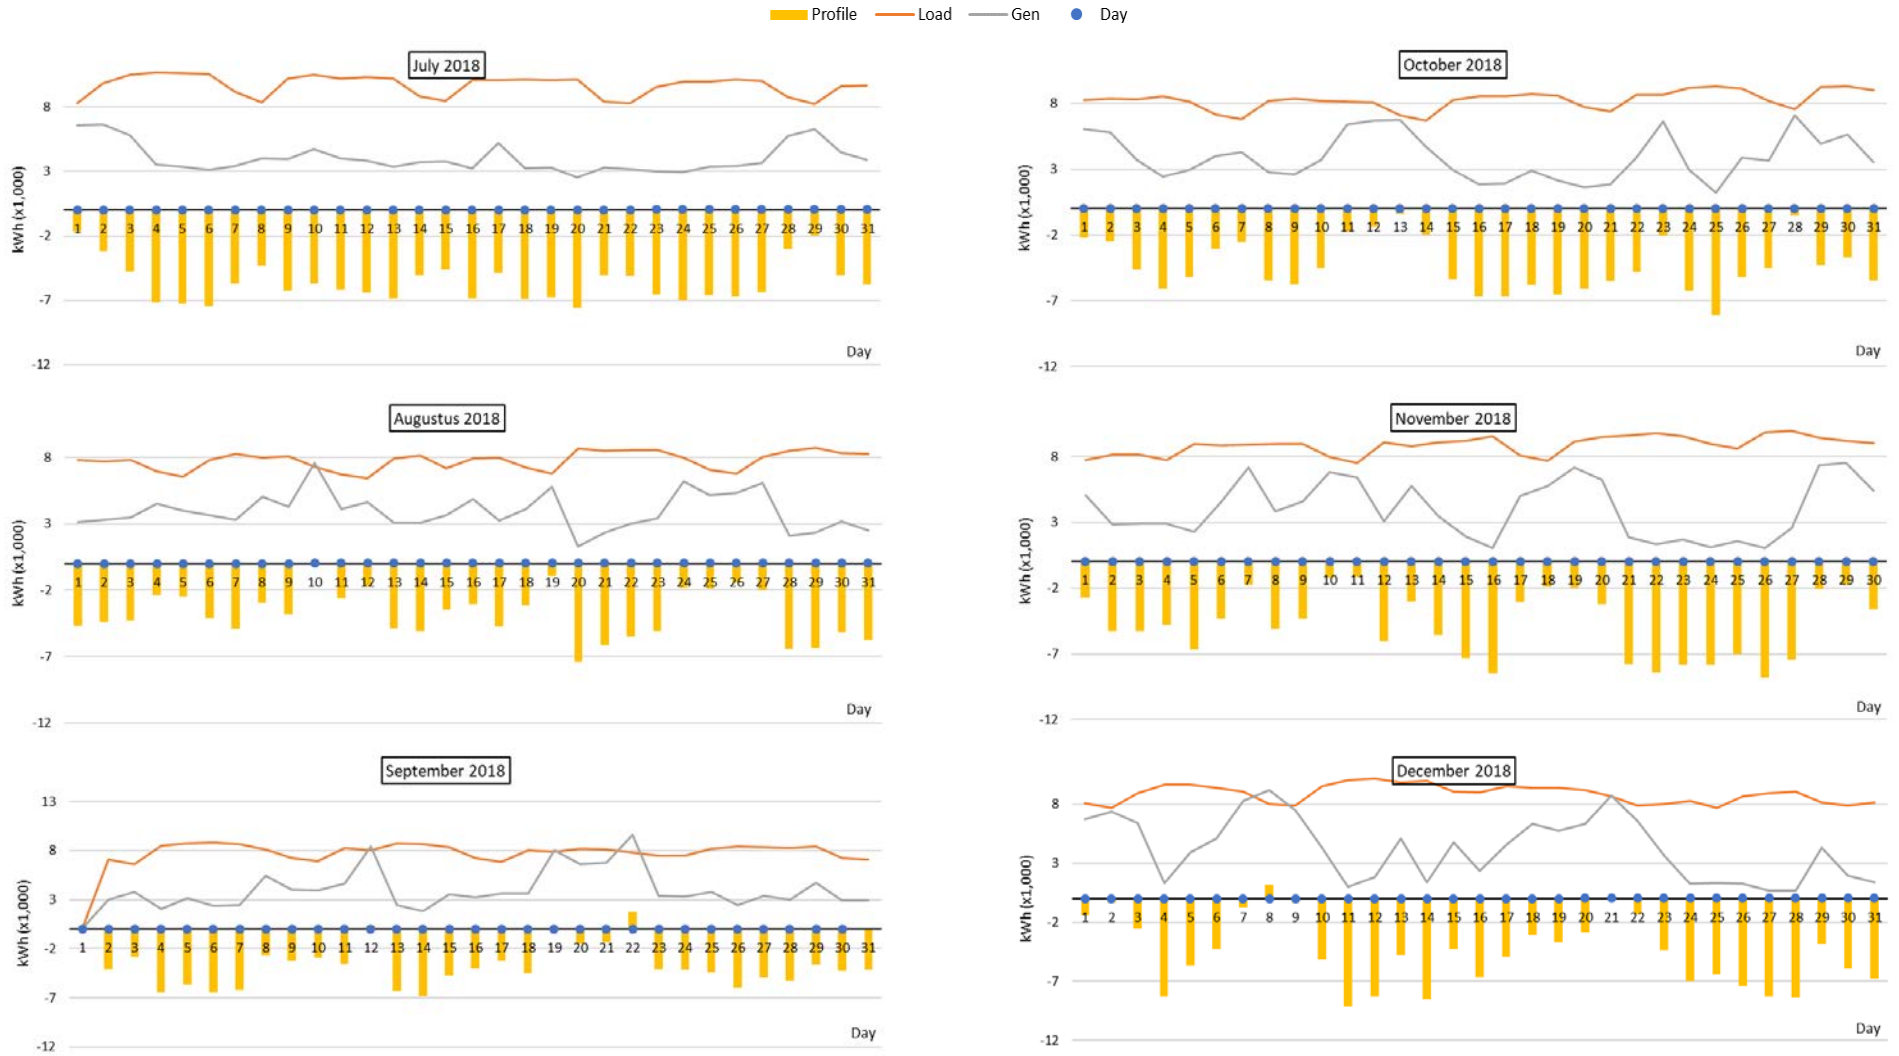 Profile Load Gen Day
July 2018
8
3
-2
-7
-12
kWh (x1,000)
1 2 3 4 5 6 7 8 9 10 11 12 13 14 15 16 17 18 19 20 21 22 23 24 25 26 27 28 29 30 31
Day
October 2018
8
3
-2
-7
-12
kWh (x1,000)
1 2 3 4 5 6 7 8 9 10 11 12 13 14 15 16 17 18 19 20 21 22 23 24 25 26 27 28 29 30 31
Day
Augustus 2018
8
3
-2
-7
-12
kWh (x1,000)
1 2 3 4 5 6 7 8 9 10 11 12 13 14 15 16 17 18 19 20 21 22 23 24 25 26 27 28 29 30 31
Day
November 2018
8
3
-2
-7
-12
kWh (x1,000)
1 2 3 4 5 6 7 8 9 10 11 12 13 14 15 16 17 18 19 20 21 22 23 24 25 26 27 28 29 30
Day
September 2018
13
8
3
-2
-7
-12
kWh (x1,000)
1 2 3 4 5 6 7 8 9 10 11 12 13 14 15 16 17 18 19 20 21 22 23 24 25 26 27 28 29 30 31
Day
December 2018
8
3
-2
-7
-12
kWh (x1,000)
1 2 3 4 5 6 7 8 9 10 11 12 13 14 15 16 17 18 19 20 21 22 23 24 25 26 27 28 29 30 31
Day